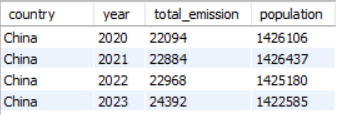 country year total_emission population
China 2020 22094 1426106
China 2021 22884 1426437
China 2022 22968 1425180
China 2023 24392 1422585